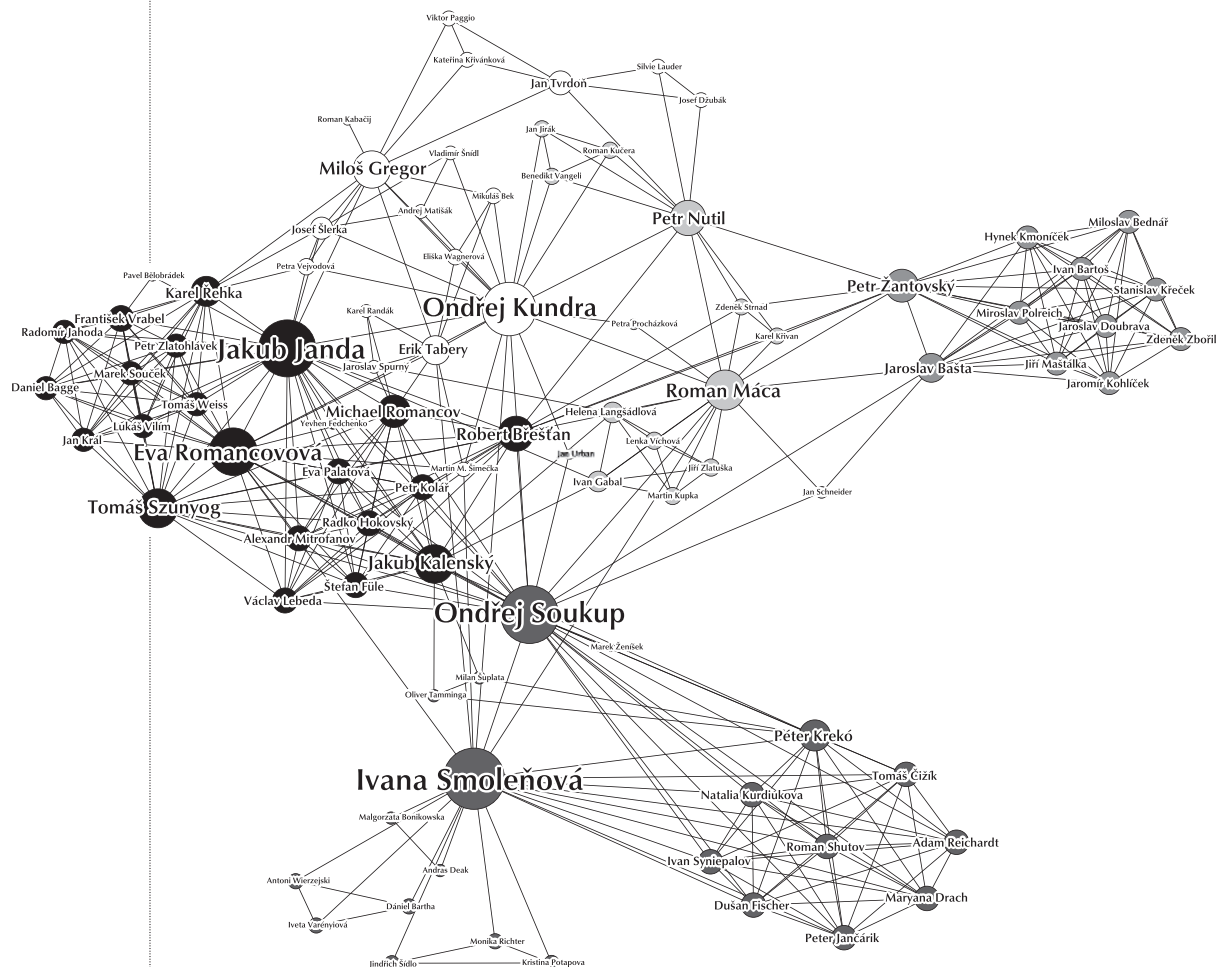 Viktor Paggio
Kateřina Křivánková
Silvie Lauder
Jan Tvrdoň
Josef Džubák
Roman Kabačij
Jan Jirák
Vladimír Šnídl
Roman Kučera
Miloš Gregor
Benedikt Vangeli
Mikuláš Bek
Andrej Matišák
Petr Nutil
Miloslav Bednář
Josef Šlerka
Hynek Kmoníček
Eliška Wagnerová
Petra Vejvodová
Ivan Bartoš
Pavel Bělobrádek
Petr Žantovský
Stanislav Křeček
Karel Řehka
Ondřej Kundra
Zdeněk Strnad
Karel Randák
Miroslav Polreich
František Vrabel
Petra Procházková
Jaroslav Doubrava
Radomír Jahoda
Karel Křivan
Zdeněk Zbořil
Petr Zlatohlávek
Jakub Janda
Erik Tabery
Jaroslav Spurný
Jiří Maštálka
Marek Souček
Jaroslav Bašta
Daniel Bagge
Jaromír Kohlíček
Roman Máca
Tomáš Weiss
Michael Romancov
Helena Langšádlová
Yevhen Fedchenko
Lukáš Vilím
Robert Břešťan
Jan Král
Lenka Víchová
Eva Romancovová
Jan Urban
Martin M. Šimečka
Jiří Zlatuška
Eva Palatová
Ivan Gabal
Petr Kolář
Jan Schneider
Martin Kupka
Tomáš Szunyog
Radko Hokovský
Alexandr Mitrofanov
Jakub Kalenský
Štefan Füle
Václav Lebeda
Ondřej Soukup
Marek Ženíšek
Milan Šuplata
Oliver Tamminga
Péter Krekó
Tomáš Čižík
Ivana Smoleňová
Natalia Kurdiukova
Malgorzata Bonikowska
Adam Reichardt
Roman Shutov
Ivan Syniepalov
Andras Deak
Antoni Wierzejski
Maryana Drach
Dušan Fischer
Dániel Bartha
Iveta Varényiová
Peter Jančárik
Monika Richter
Jindřich Šídlo
Kristina Potapova